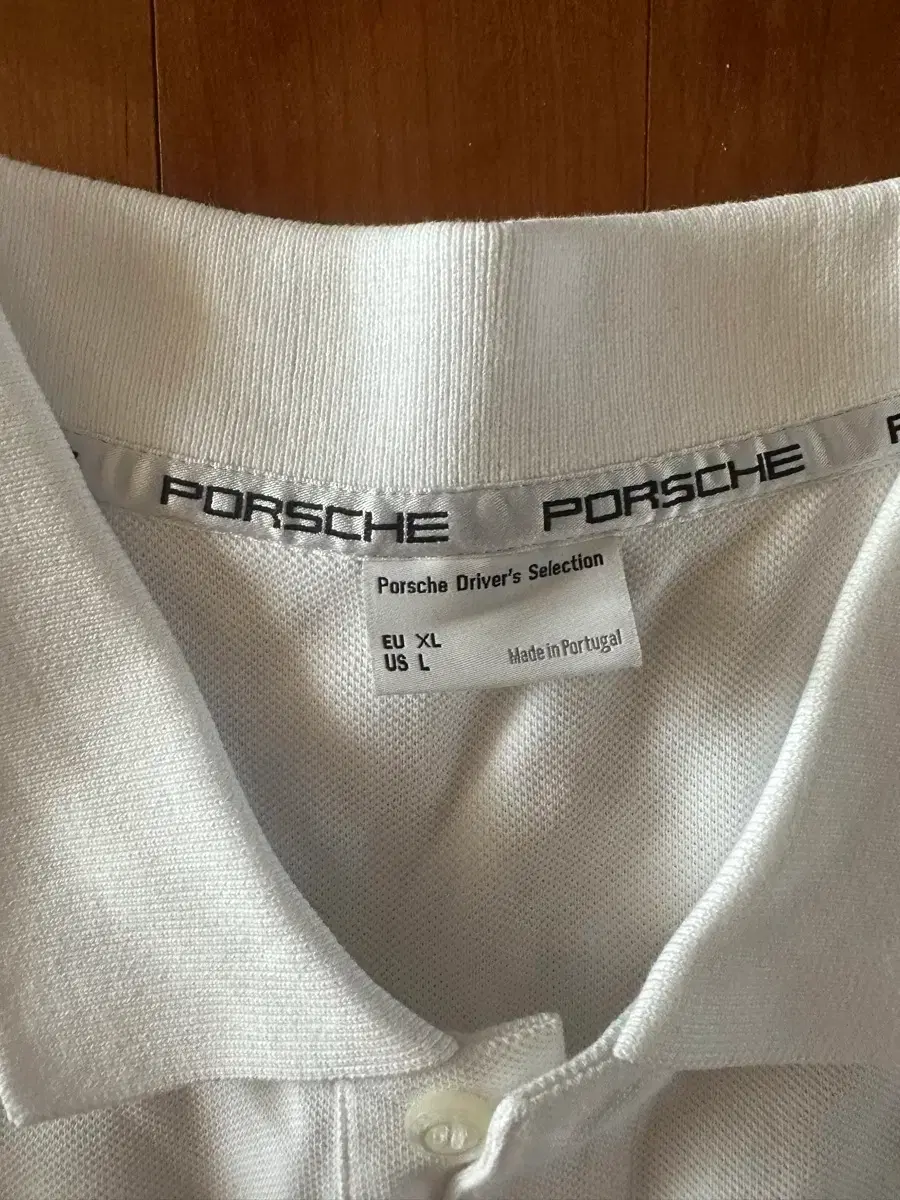 PORSCHE PORSCHE
Porsche Driver's Selection
EU XL
US L
Made in Portugal